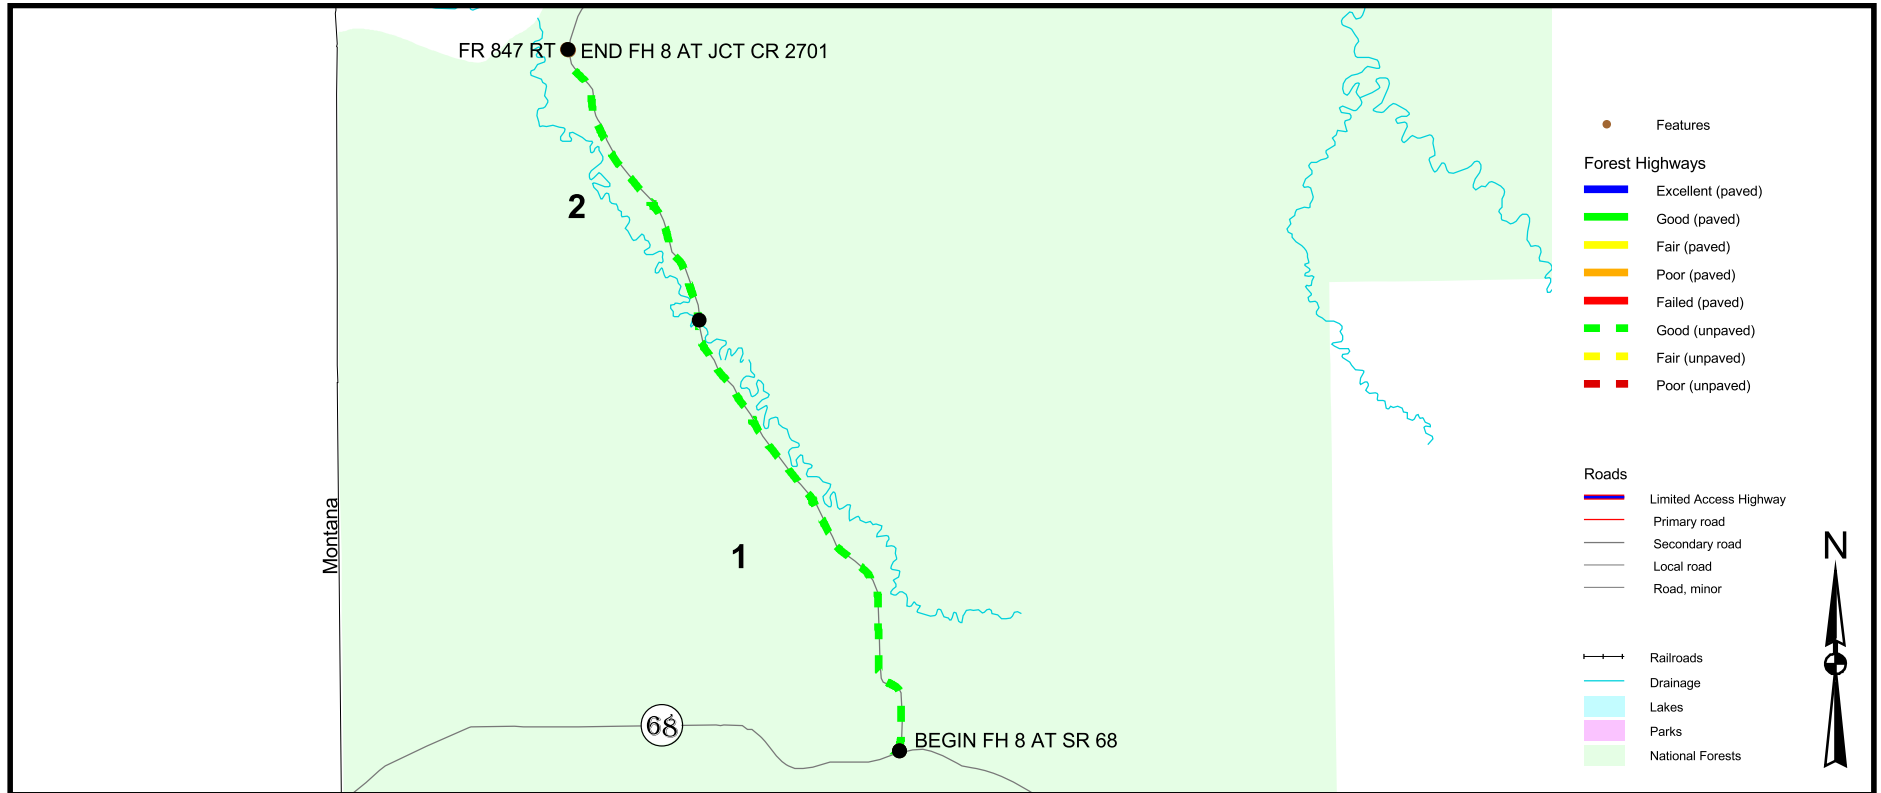 FR 847 RT END FH 8 AT JCT CR 2701
2
1
Montana
68
BEGIN FH 8 AT SR 68
Features
Forest Highways
Excellent (paved)
Good (paved)
Fair (paved)
Poor (paved)
Failed (paved)
Good (unpaved)
Fair (unpaved)
Poor (unpaved)
Roads
Limited Access Highway
Primary road
Secondary road
Local road
Road, minor
Railroads
Drainage
Lakes
Parks
National Forests
N